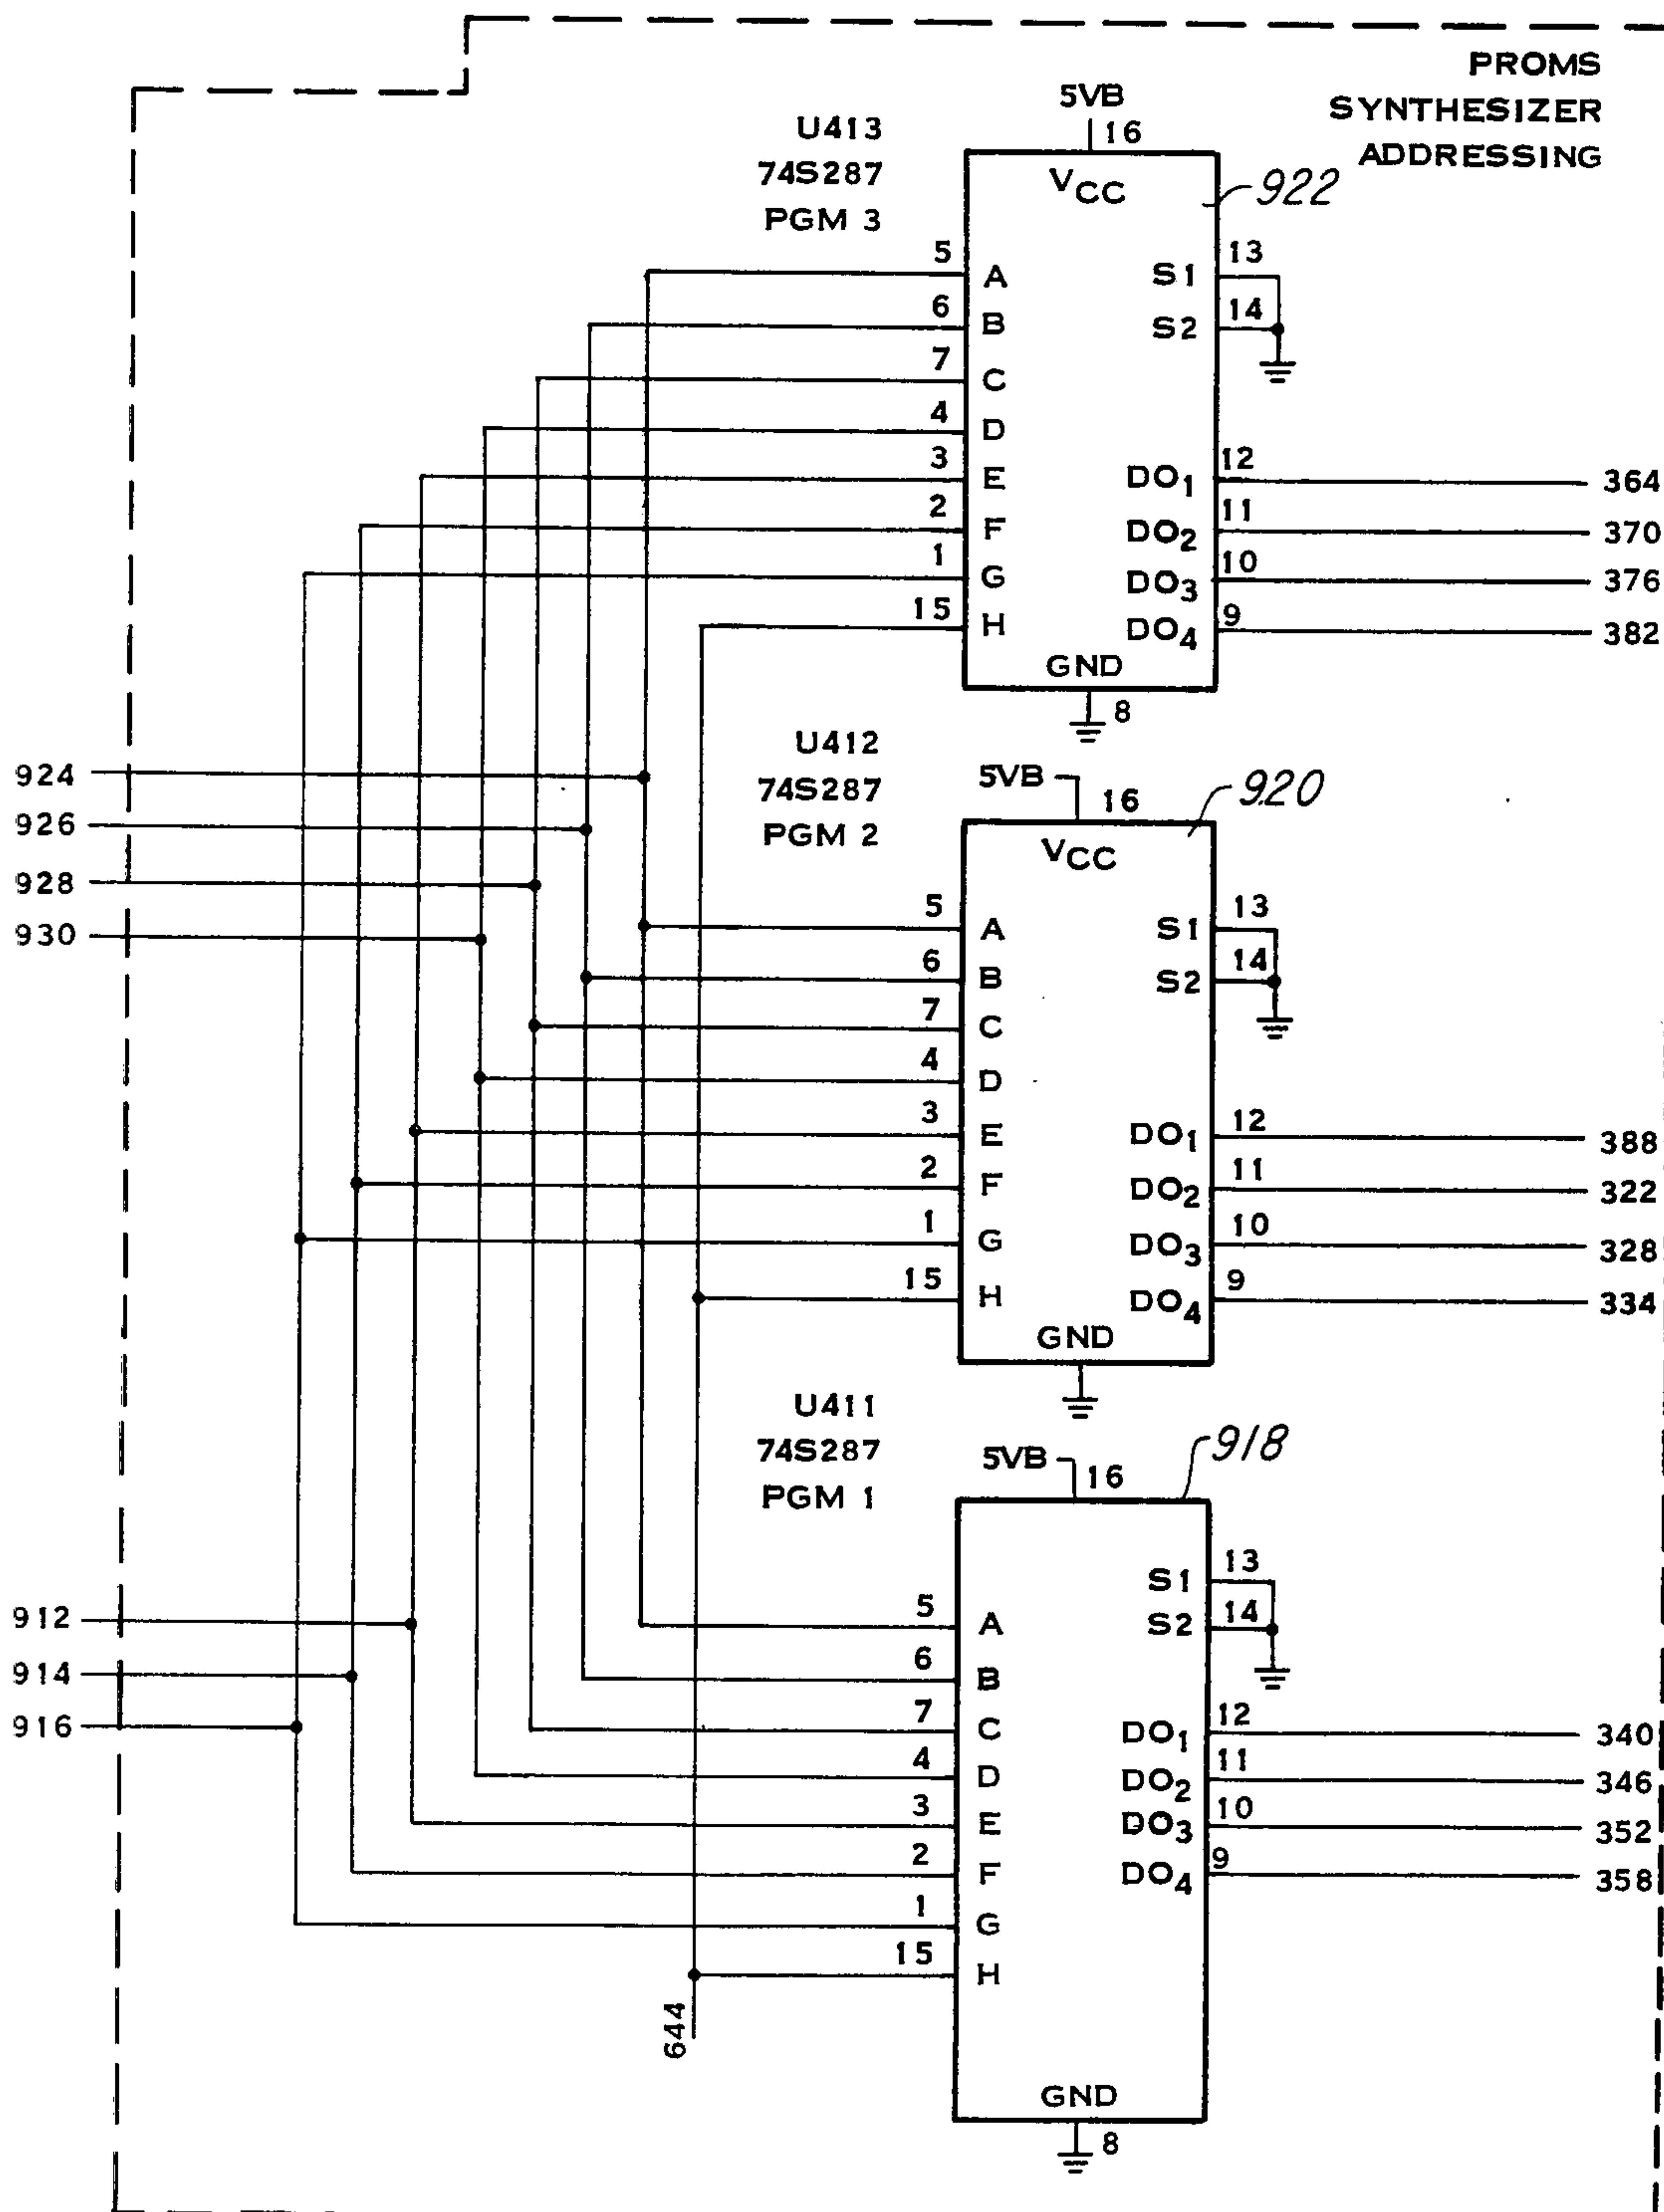 PROMS
SYNTHESIZER
ADDRESSING
U413
74S287
PGM 3
5VB
16
VCC
922
5 A
6 B
7 C
4 D
3 E
2 F
1 G
15 H
S1 13
S2 14
DO1 12 364
DO2 11 370
DO3 10 376
DO4 9 382
GND
8
924
926
928
930
U412
74S287
PGM 2
5VB
16
VCC
920
5 A
6 B
7 C
4 D
3 E
2 F
1 G
15 H
S1 13
S2 14
DO1 12 388
DO2 11 322
DO3 10 328
DO4 9 334
GND
U411
74S287
PGM 1
5VB
16
918
912
914
916
5 A
6 B
7 C
4 D
3 E
2 F
1 G
15 H
S1 13
S2 14
DO1 12 340
DO2 11 346
DO3 10 352
DO4 9 358
644
GND
8